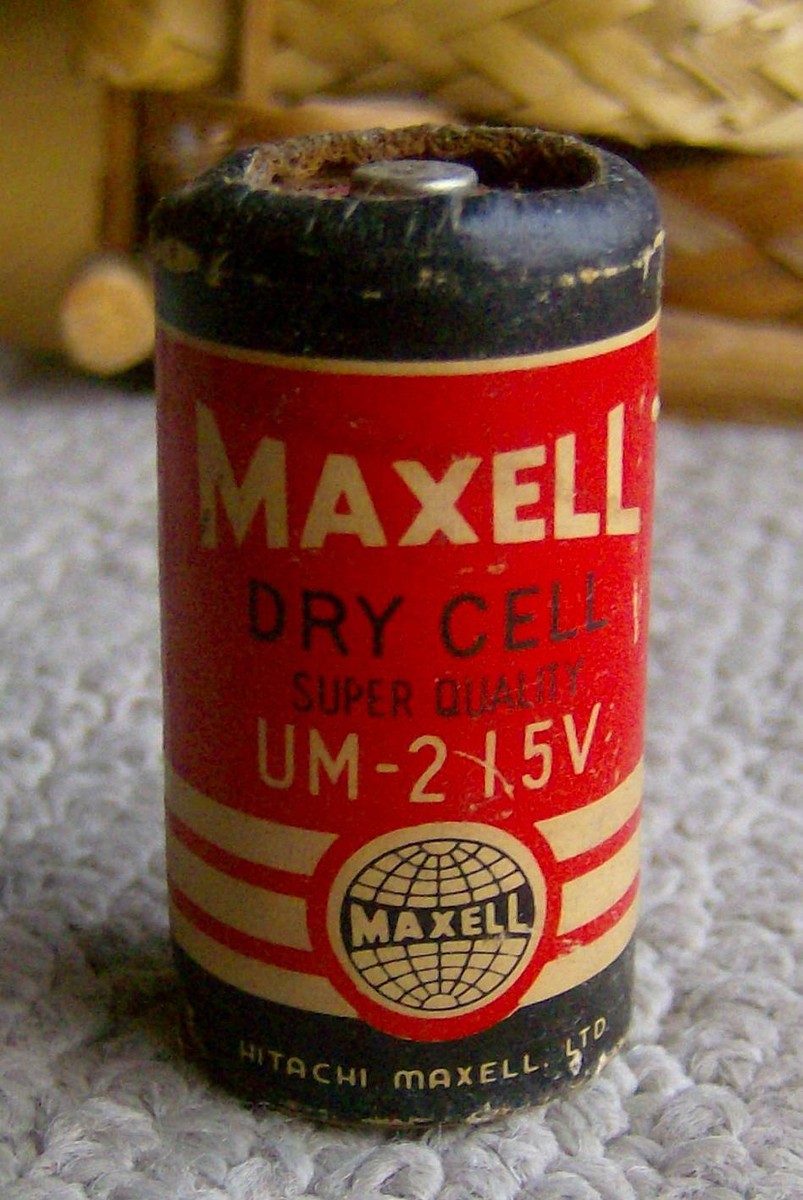 MAXELL
DRY CELL
SUPER QUALITY
UM-2 1.5V
MAXELL
HITACHI MAXELL, LTD.